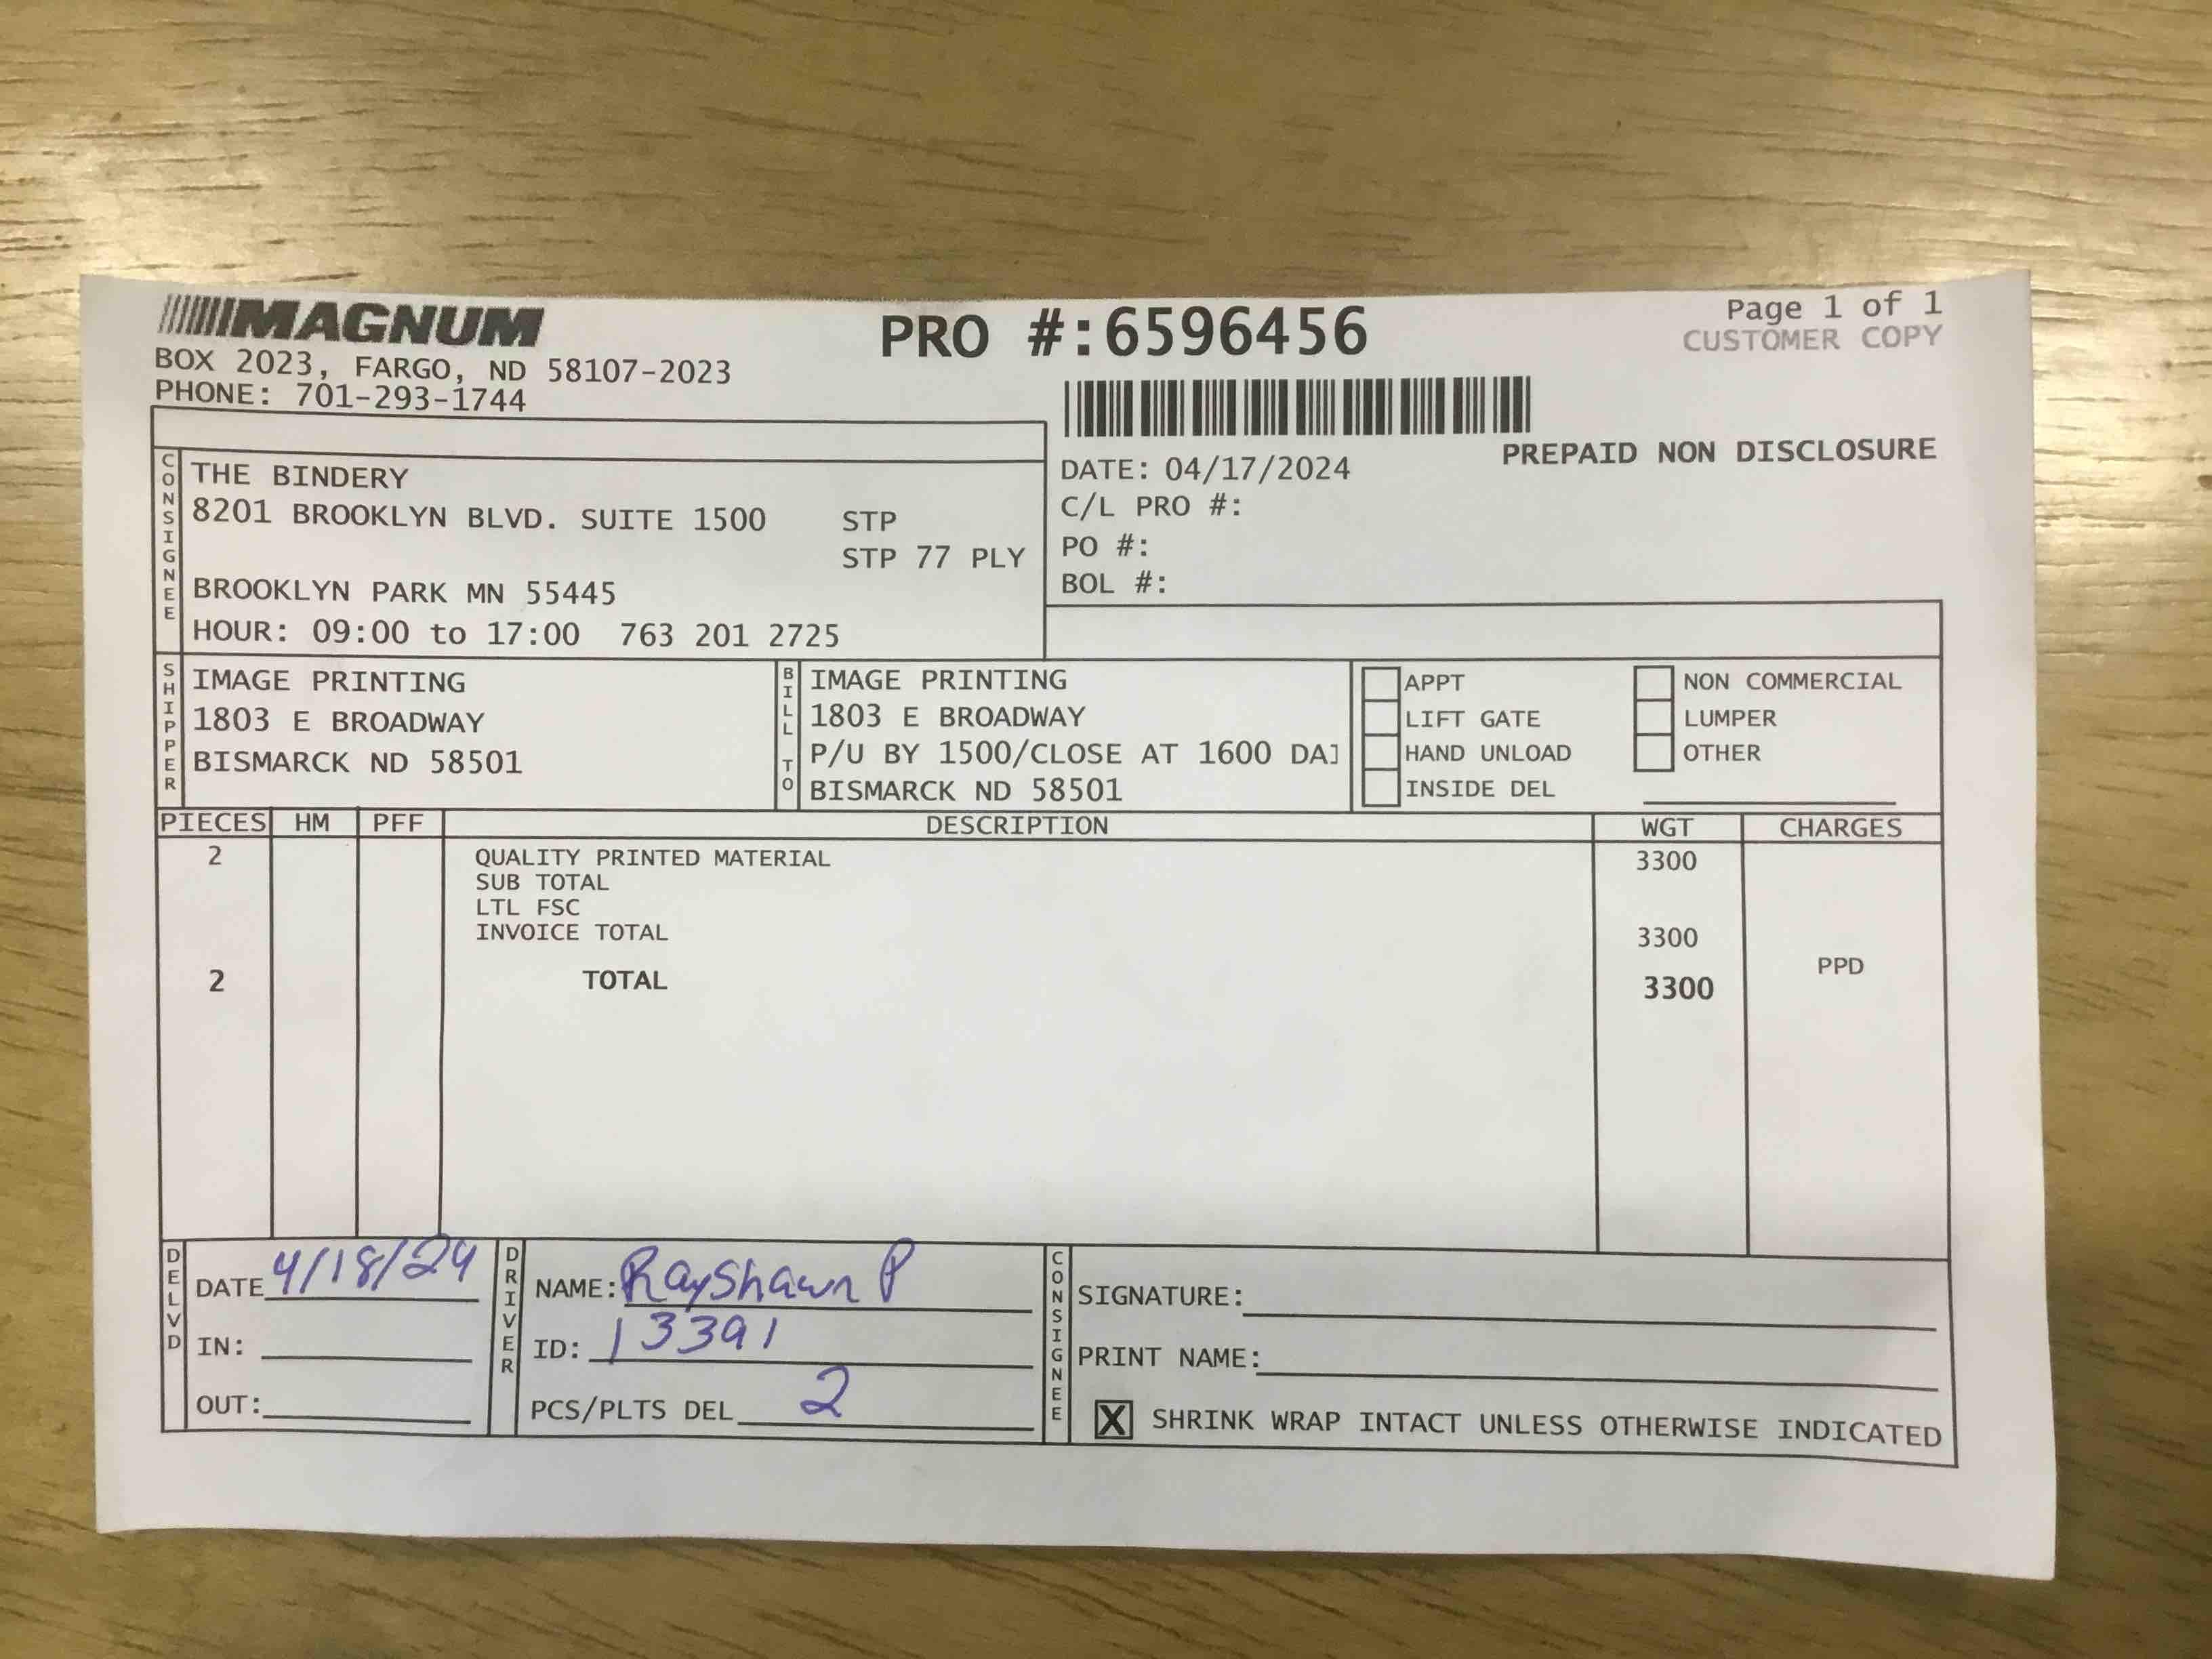 MAGNUM
BOX 2023, FARGO, ND 58107-2023
PHONE: 701-293-1744
PRO #:6596456
Page 1 of 1
CUSTOMER COPY
PREPAID NON DISCLOSURE
CONSIGNEE
THE BINDERY
8201 BROOKLYN BLVD. SUITE 1500 STP
STP 77 PLY
BROOKLYN PARK MN 55445
HOUR: 09:00 to 17:00 763 201 2725
DATE: 04/17/2024
C/L PRO #:
PO #:
BOL #:
SHIPPER
IMAGE PRINTING
1803 E BROADWAY
BISMARCK ND 58501
BILL TO
IMAGE PRINTING
1803 E BROADWAY
P/U BY 1500/CLOSE AT 1600 DA
BISMARCK ND 58501
APPT
LIFT GATE
HAND UNLOAD
INSIDE DEL
NON COMMERCIAL
LUMPER
OTHER
PIECES HM PFF DESCRIPTION WGT CHARGES
2 QUALITY PRINTED MATERIAL 3300
SUB TOTAL
LTL FSC
INVOICE TOTAL 3300
PPD
2 TOTAL 3300
DELVD
DATE 4/18/24
IN:
OUT:
DRIVER
NAME: RayShawn P
ID: 13391
PCS/PLTS DEL 2
CONSIGNEE
SIGNATURE:
PRINT NAME:
X SHRINK WRAP INTACT UNLESS OTHERWISE INDICATED